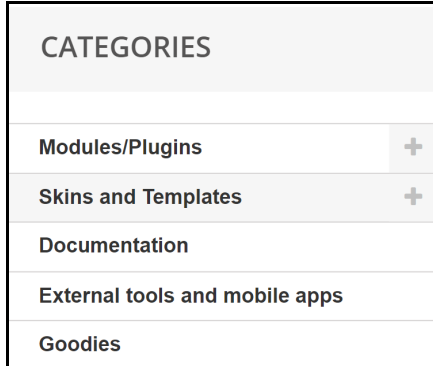 CATEGORIES
Modules/Plugins
Skins and Templates
Documentation
External tools and mobile apps
Goodies